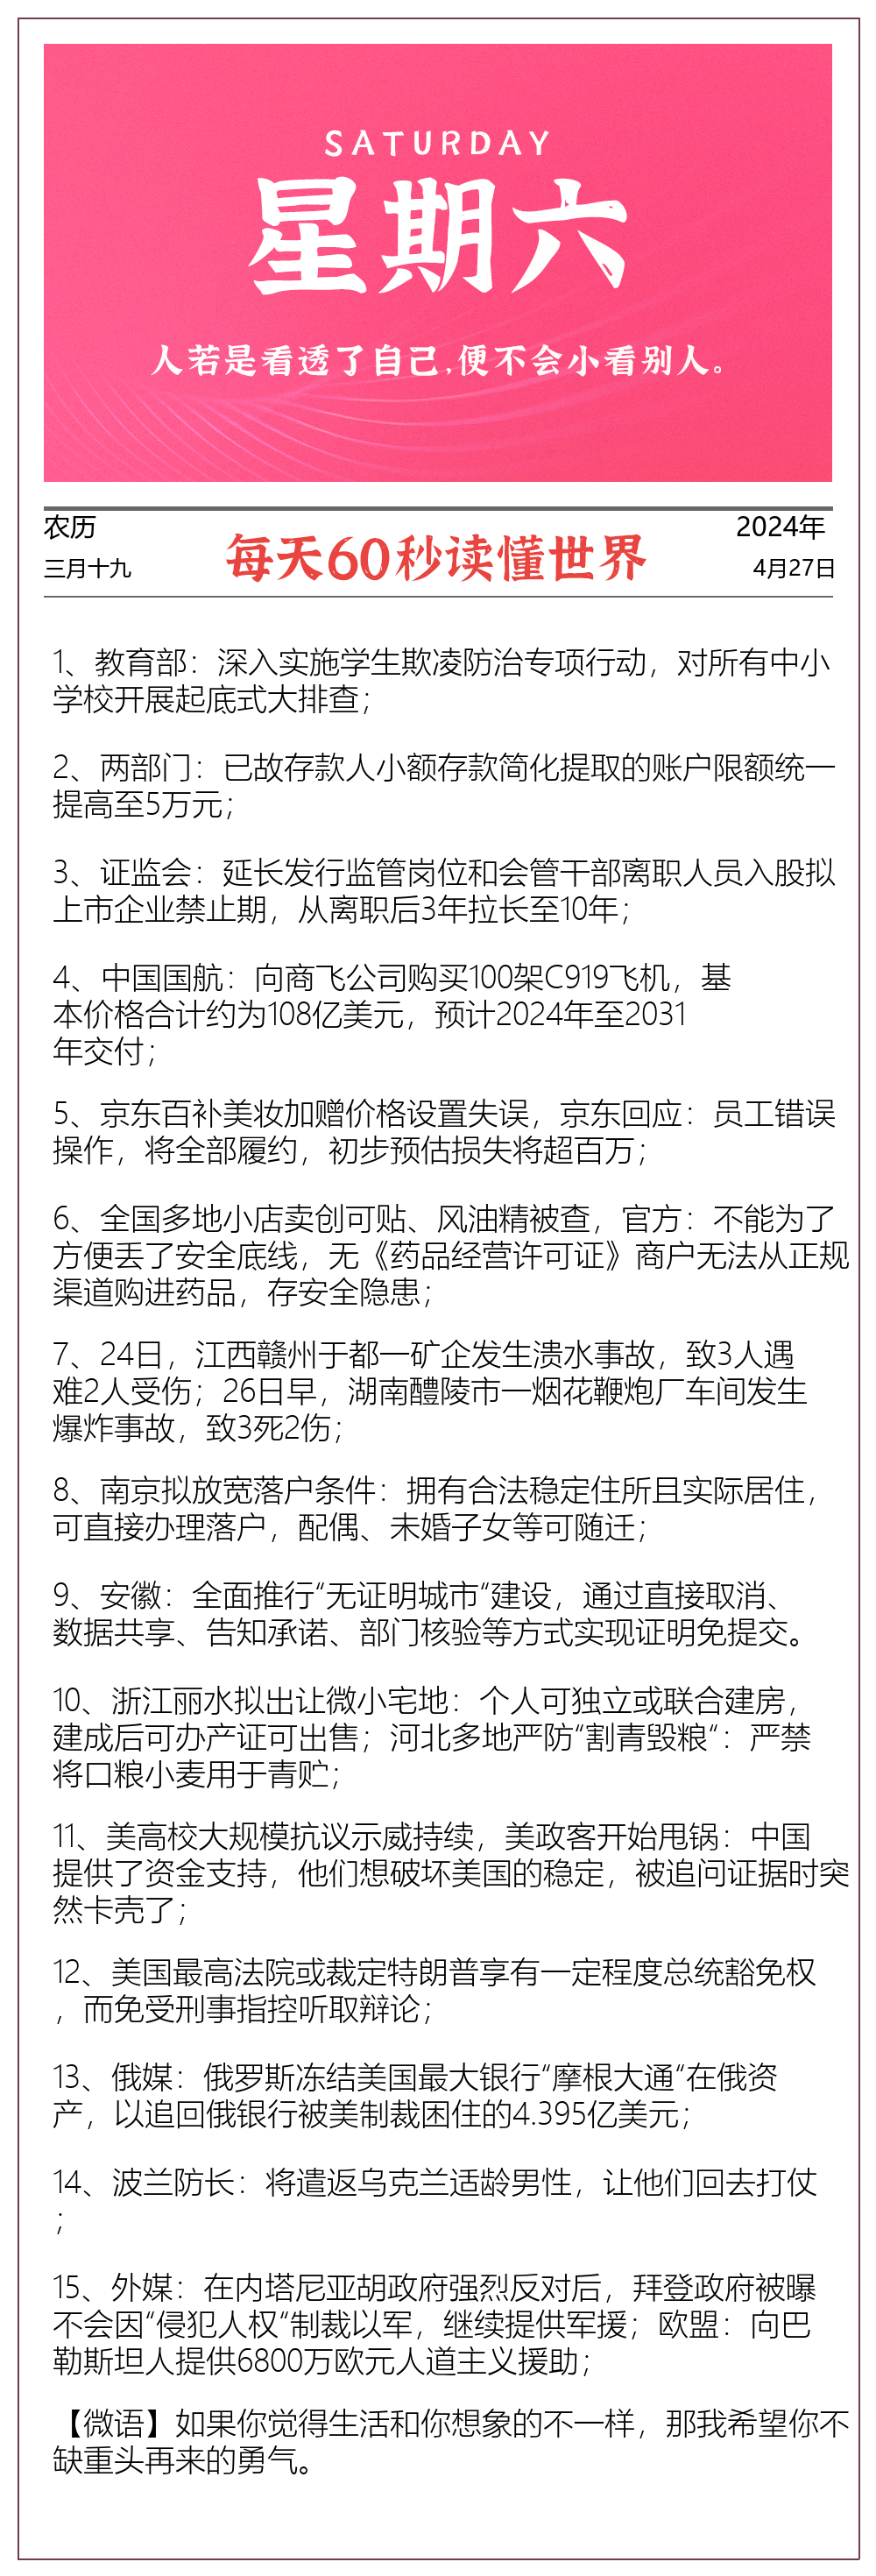 SATURDAY
星期六
人若是看透了自己,便不会小看别人。
农历
三月十九
每天60秒读懂世界
2024年
4月27日
1、教育部：深入实施学生欺凌防治专项行动，对所有中小
学校开展起底式大排查；
2、两部门：已故存款人小额存款简化提取的账户限额统一
提高至5万元；
3、证监会：延长发行监管岗位和会管干部离职人员入股拟
上市企业禁止期，从离职后3年拉长至10年；
4、中国国航：向商飞公司购买100架C919飞机，基
本价格合计约为108亿美元，预计2024年至2031
年交付；
5、京东百补美妆加赠价格设置失误，京东回应：员工错误
操作，将全部履约，初步预估损失将超百万；
6、全国多地小店卖创可贴、风油精被查，官方：不能为了
方便丢了安全底线，无《药品经营许可证》商户无法从正规
渠道购进药品，存安全隐患；
7、24日，江西赣州于都一矿企发生溃水事故，致3人遇
难2人受伤；26日早，湖南醴陵市一烟花鞭炮厂车间发生
爆炸事故，致3死2伤；
8、南京拟放宽落户条件：拥有合法稳定住所且实际居住，
可直接办理落户，配偶、未婚子女等可随迁；
9、安徽：全面推行“无证明城市“建设，通过直接取消、
数据共享、告知承诺、部门核验等方式实现证明免提交。
10、浙江丽水拟出让微小宅地：个人可独立或联合建房，
建成后可办产证可出售；河北多地严防“割青毁粮“：严禁
将口粮小麦用于青贮；
11、美高校大规模抗议示威持续，美政客开始甩锅：中国
提供了资金支持，他们想破坏美国的稳定，被追问证据时突
然卡壳了；
12、美国最高法院或裁定特朗普享有一定程度总统豁免权
，而免受刑事指控听取辩论；
13、俄媒：俄罗斯冻结美国最大银行“摩根大通“在俄资
产，以追回俄银行被美制裁困住的4.395亿美元；
14、波兰防长：将遣返乌克兰适龄男性，让他们回去打仗
；
15、外媒：在内塔尼亚胡政府强烈反对后，拜登政府被曝
不会因“侵犯人权“制裁以军，继续提供军援；欧盟：向巴
勒斯坦人提供6800万欧元人道主义援助；
【微语】如果你觉得生活和你想象的不一样，那我希望你不
缺重头再来的勇气。